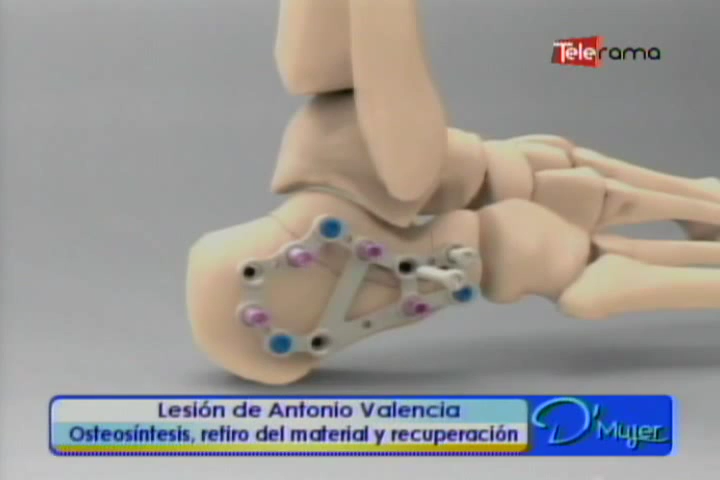 Telerama
Lesión de Antonio Valencia
Osteosíntesis, retiro del material y recuperación
D'Mujer